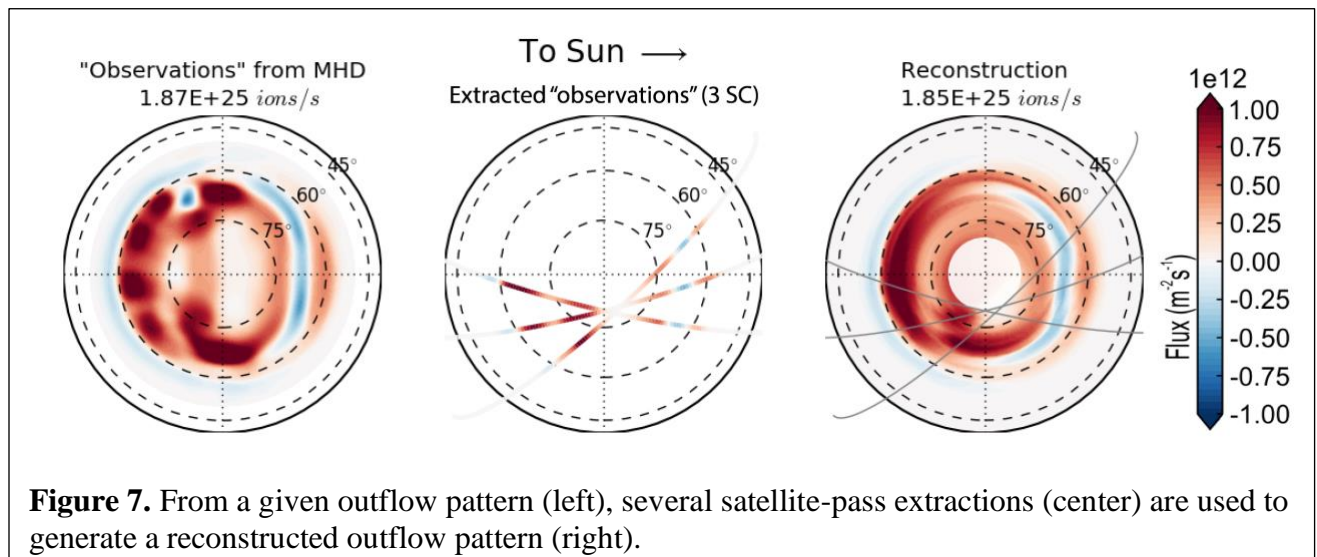 To Sun →
"Observations" from MHD
1.87E+25 ions/s
Extracted "observations" (3 SC)
Reconstruction
1.85E+25 ions/s
45°
60°
75°
45°
60°
75°
45°
60°
75°
1e12
1.00
0.75
0.50
0.25
0.00
-0.25
-0.50
-0.75
-1.00
Flux (m⁻²s⁻¹)
Figure 7. From a given outflow pattern (left), several satellite-pass extractions (center) are used to
generate a reconstructed outflow pattern (right).